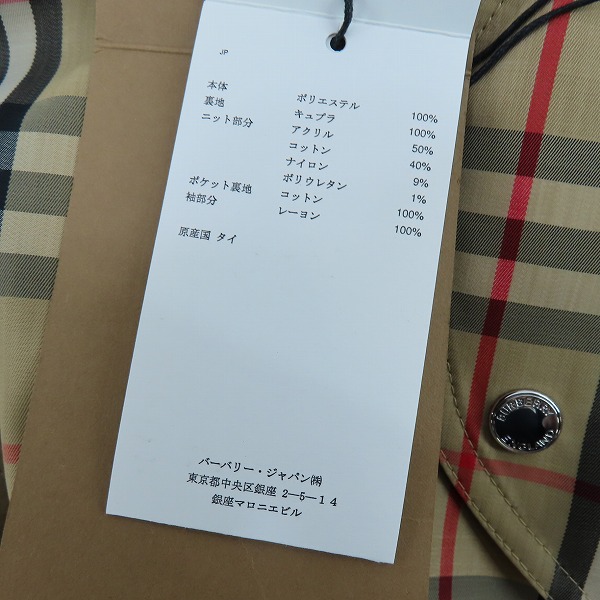 JP
本体 ポリエステル 100%
裏地 キュプラ 100%
ニット部分 アクリル 50%
コットン 40%
ナイロン 9%
ポリウレタン 1%
ポケット裏地 コットン 100%
袖部分 レーヨン 100%
原産国 タイ
バーバリー・ジャパン㈱
東京都中央区銀座 2―5―14
銀座マロニエビル
BURBERRY LONDON ENGLAND